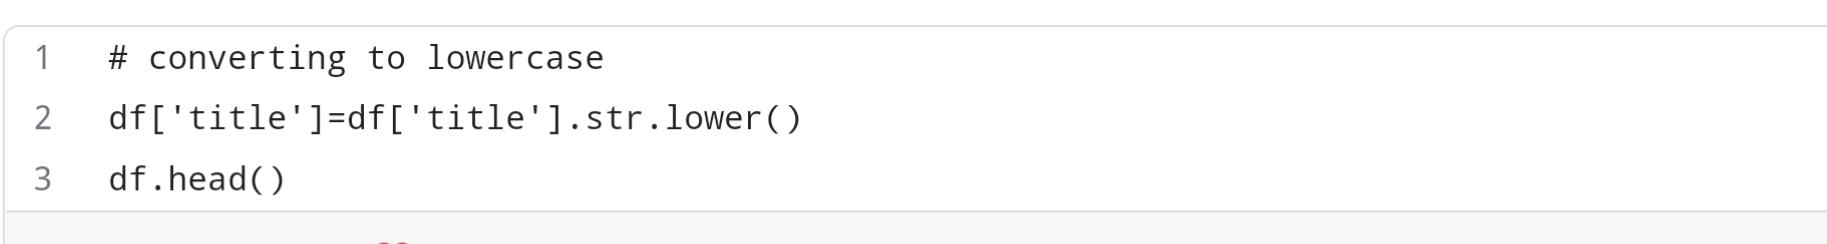 1 # converting to lowercase
2 df['title']=df['title'].str.lower()
3 df.head()